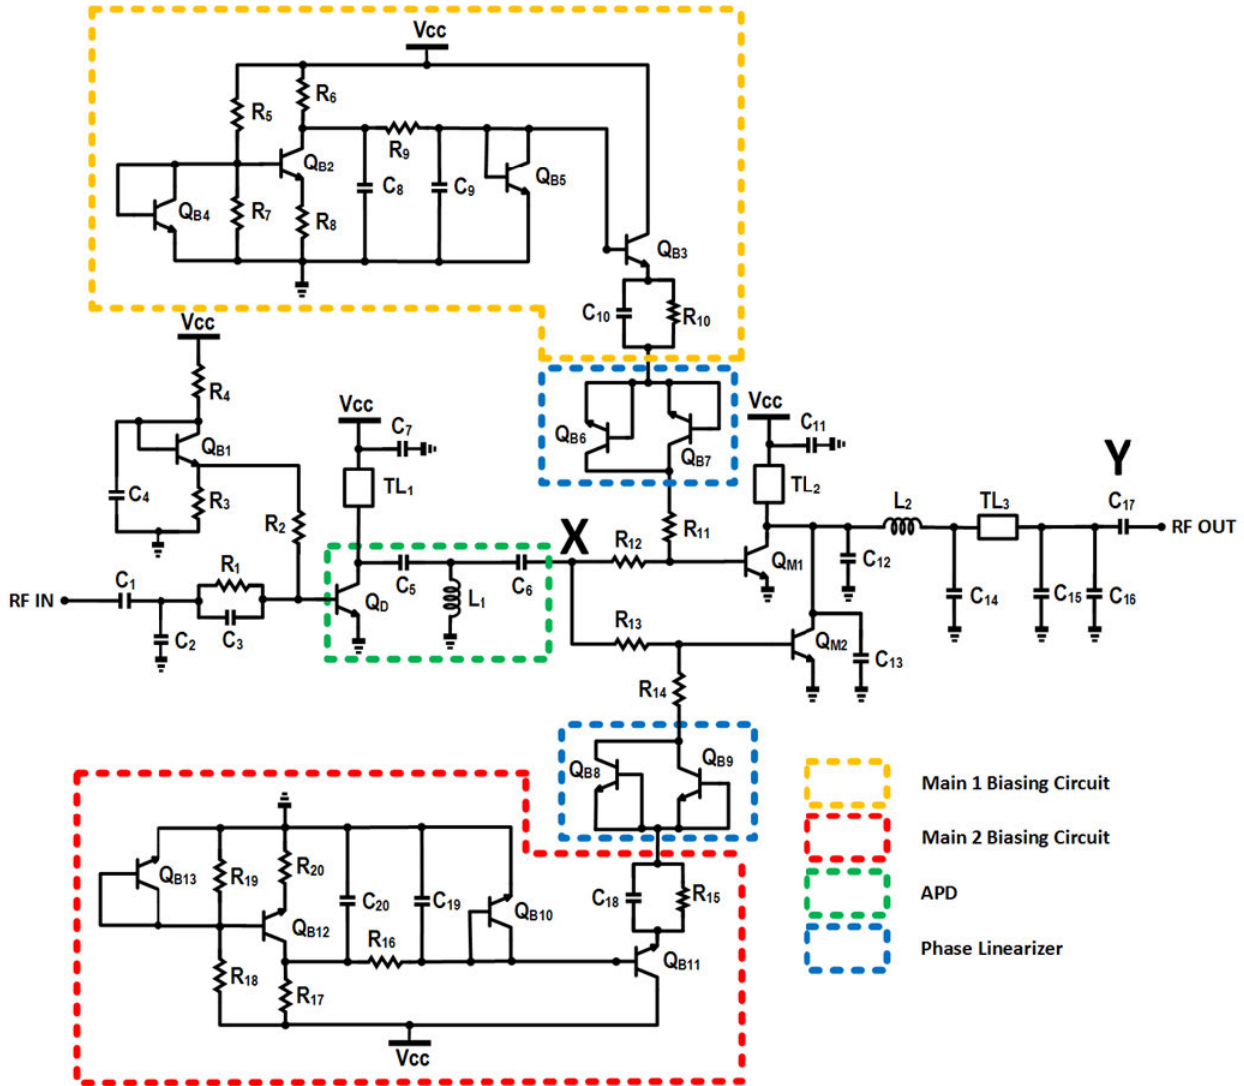 Vcc
R5
R6
R9
QB2
QB5
C8
C9
QB4
R7
R8
QB3
C10
R10
Vcc
R4
QB1
Vcc
C7
QB6
QB7
Vcc
C11
C4
R3
TL1
TL2
Y
R2
R11
L2
TL3
C17
X
R12
RF OUT
R1
C5
C6
QM1
C12
C1
RF IN
QD
L1
C14
C15
C16
C2
C3
R13
QM2
C13
R14
QB8
QB9
Main 1 Biasing Circuit
Main 2 Biasing Circuit
QB13
R19
R20
C20
C19
QB10
C18
R15
APD
QB12
R16
QB11
Phase Linearizer
R18
R17
Vcc